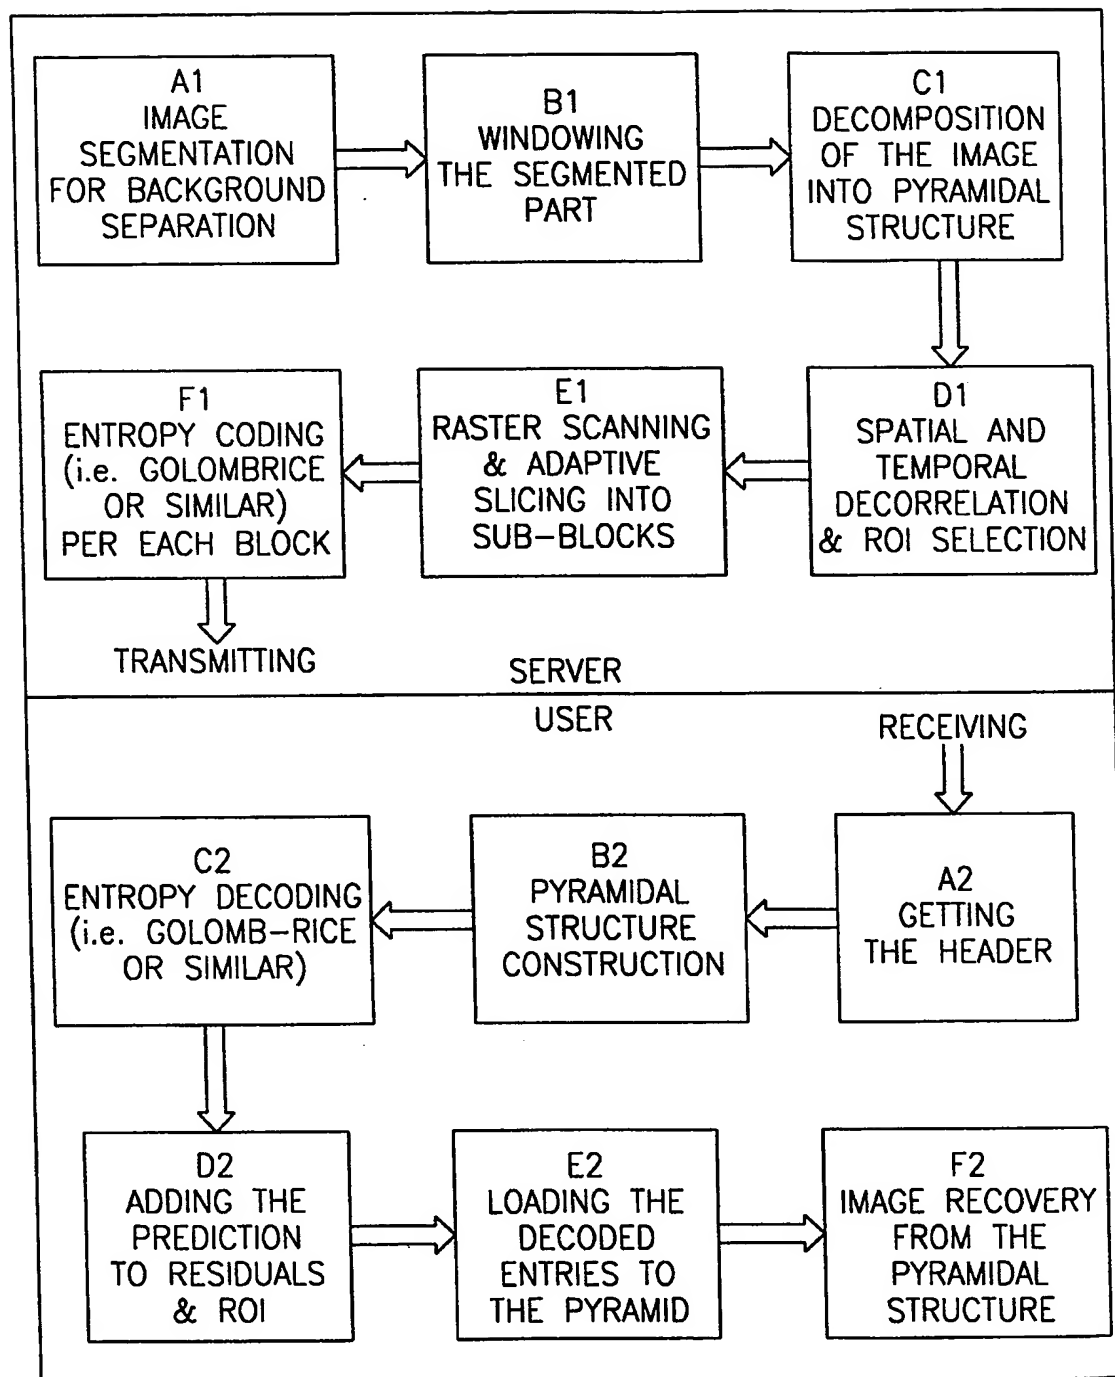 A1
IMAGE
SEGMENTATION
FOR BACKGROUND
SEPARATION
B1
WINDOWING
THE SEGMENTED
PART
C1
DECOMPOSITION
OF THE IMAGE
INTO PYRAMIDAL
STRUCTURE
D1
SPATIAL AND
TEMPORAL
DECORRELATION
& ROI SELECTION
E1
RASTER SCANNING
& ADAPTIVE
SLICING INTO
SUB-BLOCKS
F1
ENTROPY CODING
(i.e. GOLOMBRICE
OR SIMILAR)
PER EACH BLOCK
TRANSMITTING
SERVER
USER
RECEIVING
A2
GETTING
THE HEADER
B2
PYRAMIDAL
STRUCTURE
CONSTRUCTION
C2
ENTROPY DECODING
(i.e. GOLOMB-RICE
OR SIMILAR)
D2
ADDING THE
PREDICTION
TO RESIDUALS
& ROI
E2
LOADING THE
DECODED
ENTRIES TO
THE PYRAMID
F2
IMAGE RECOVERY
FROM THE
PYRAMIDAL
STRUCTURE